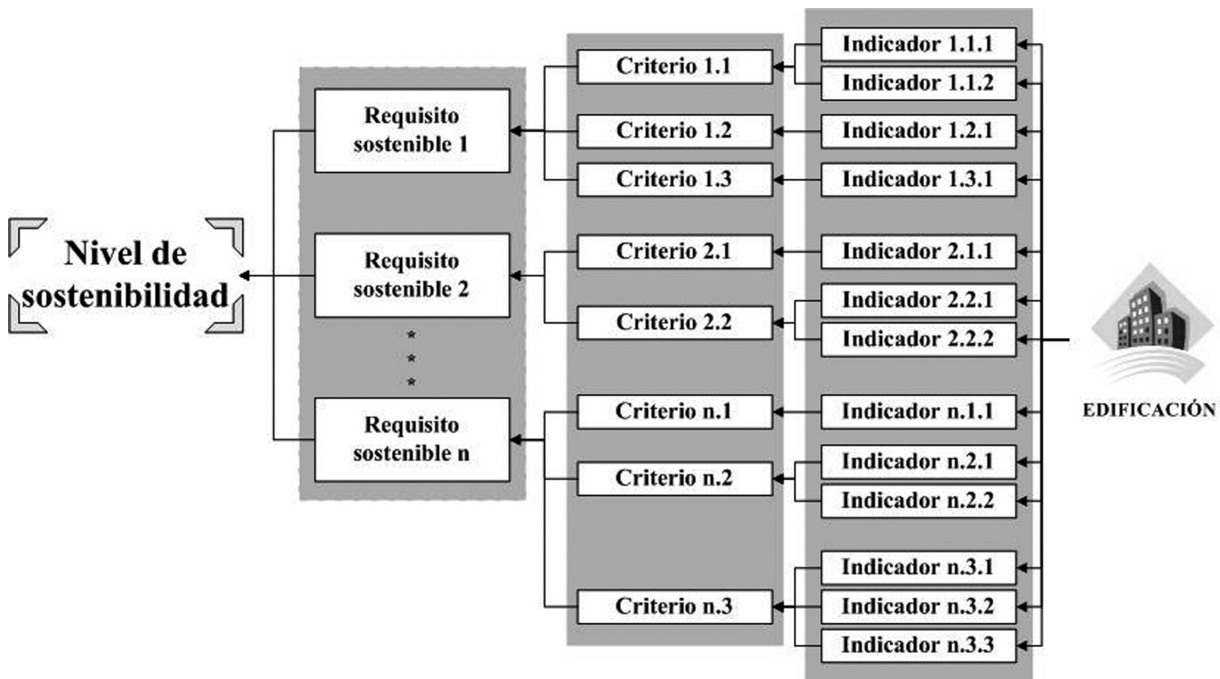 Nivel de
sostenibilidad
Requisito
sostenible 1
Requisito
sostenible 2
*
*
*
Requisito
sostenible n
Criterio 1.1
Criterio 1.2
Criterio 1.3
Criterio 2.1
Criterio 2.2
Criterio n.1
Criterio n.2
Criterio n.3
Indicador 1.1.1
Indicador 1.1.2
Indicador 1.2.1
Indicador 1.3.1
Indicador 2.1.1
Indicador 2.2.1
Indicador 2.2.2
Indicador n.1.1
Indicador n.2.1
Indicador n.2.2
Indicador n.3.1
Indicador n.3.2
Indicador n.3.3
EDIFICACIÓN